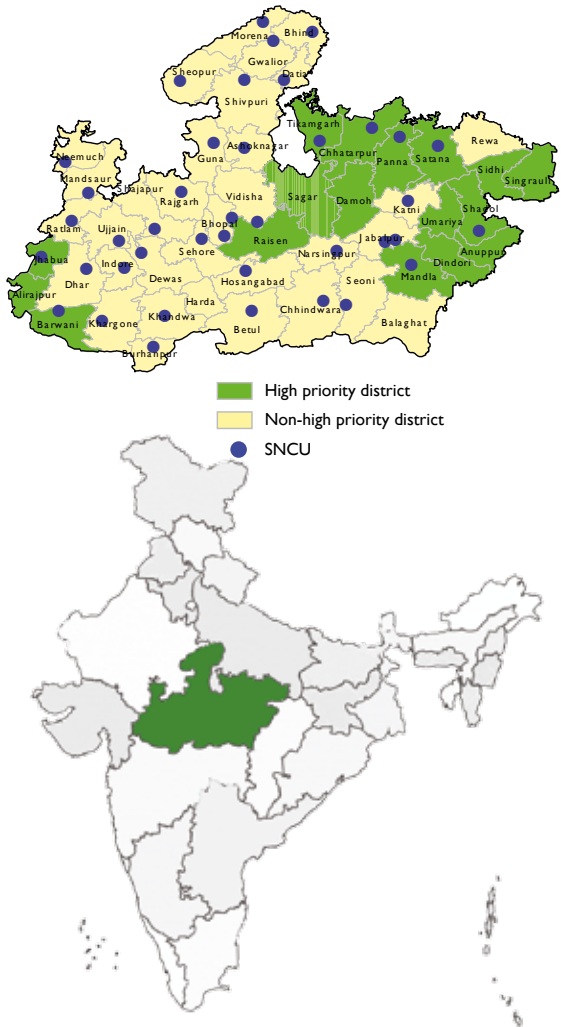 Morena
Bhind
Gwalior
Sheopur
Datia
Shivpuri
Tikamgarh
Chhatarpur
Rewa
Neemuch
Guna
Ashoknagar
Panna
Satana
Sidhi
Mandsaur
Singrauli
Shajapur
Rajgarh
Vidisha
Sagar
Damoh
Katni
Shagol
Umariya
Ratlam
Ujjain
Bhopal
Raisen
Jabalpur
Anuppur
Jhabua
Indore
Sehore
Narsingpur
Dindori
Dewas
Hosangabad
Seoni
Mandla
Dhar
Alirajpur
Harda
Chhindwara
Barwani
Khargone
Khandwa
Betul
Balaghat
Burhanpur
High priority district
Non-high priority district
SNCU